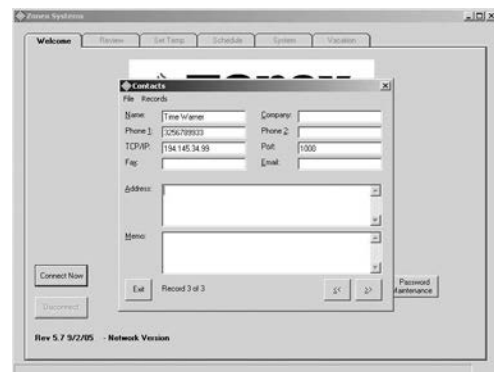 Zonex Systems
Welcome Review Set Temp Schedule System Vacation
Contacts
File Records
Name: Time Warner Company:
Phone 1: 3256789933 Phone 2:
TCP/IP: 194.145.34.99 Port: 1000
Fax: Email:
Address:
Memo:
Exit Record 3 of 3 << >>
Connect Now
Password
Maintenance
Disconnect
Rev 5.7 9/2/05 - Network Version